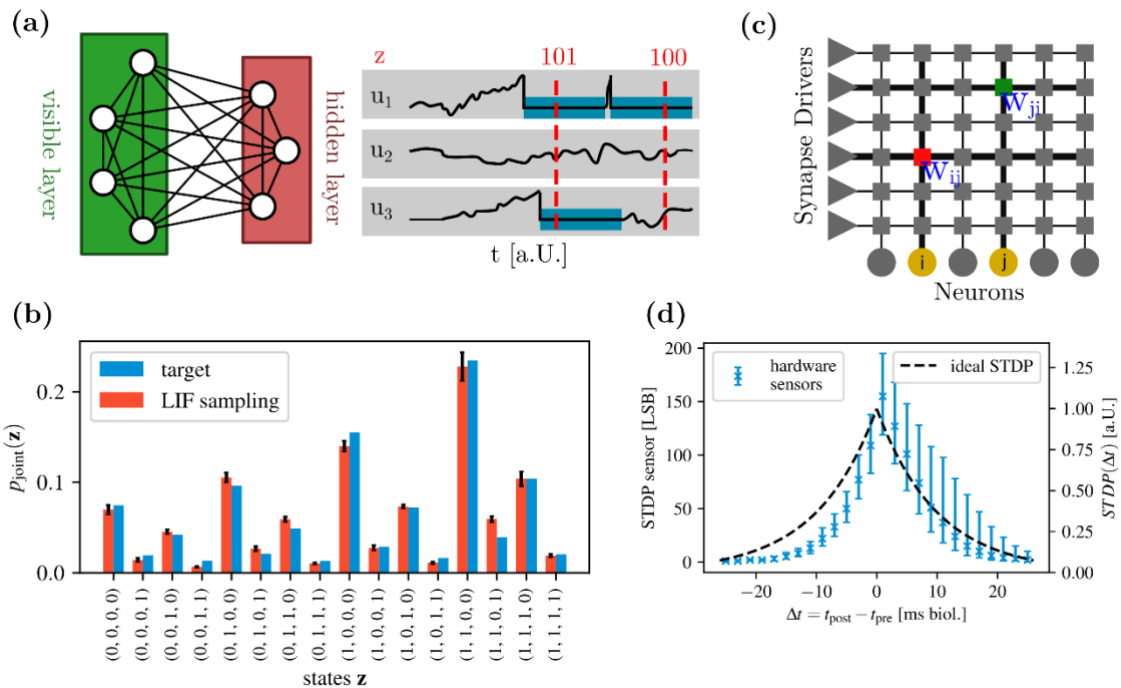 (a)
visible layer
hidden layer
z
101
100
u1
u2
u3
t [a.U.]
(c)
Synapse Drivers
Wji
Wij
i
j
Neurons
(b)
target
LIF sampling
pjoint(z)
0.2
0.1
0.0
(0, 0, 0, 0)
(0, 0, 0, 1)
(0, 0, 1, 0)
(0, 0, 1, 1)
(0, 1, 0, 0)
(0, 1, 0, 1)
(0, 1, 1, 0)
(0, 1, 1, 1)
(1, 0, 0, 0)
(1, 0, 0, 1)
(1, 0, 1, 0)
(1, 0, 1, 1)
(1, 1, 0, 0)
(1, 1, 0, 1)
(1, 1, 1, 0)
(1, 1, 1, 1)
states z
(d)
hardware
sensors
ideal STDP
STDP sensor [LSB]
200
150
100
50
0
1.25
1.00
0.75
0.50
0.25
0.00
STDP(Δt) [a.U.]
−20
−10
0
10
20
Δt = tpost − tpre [ms biol.]